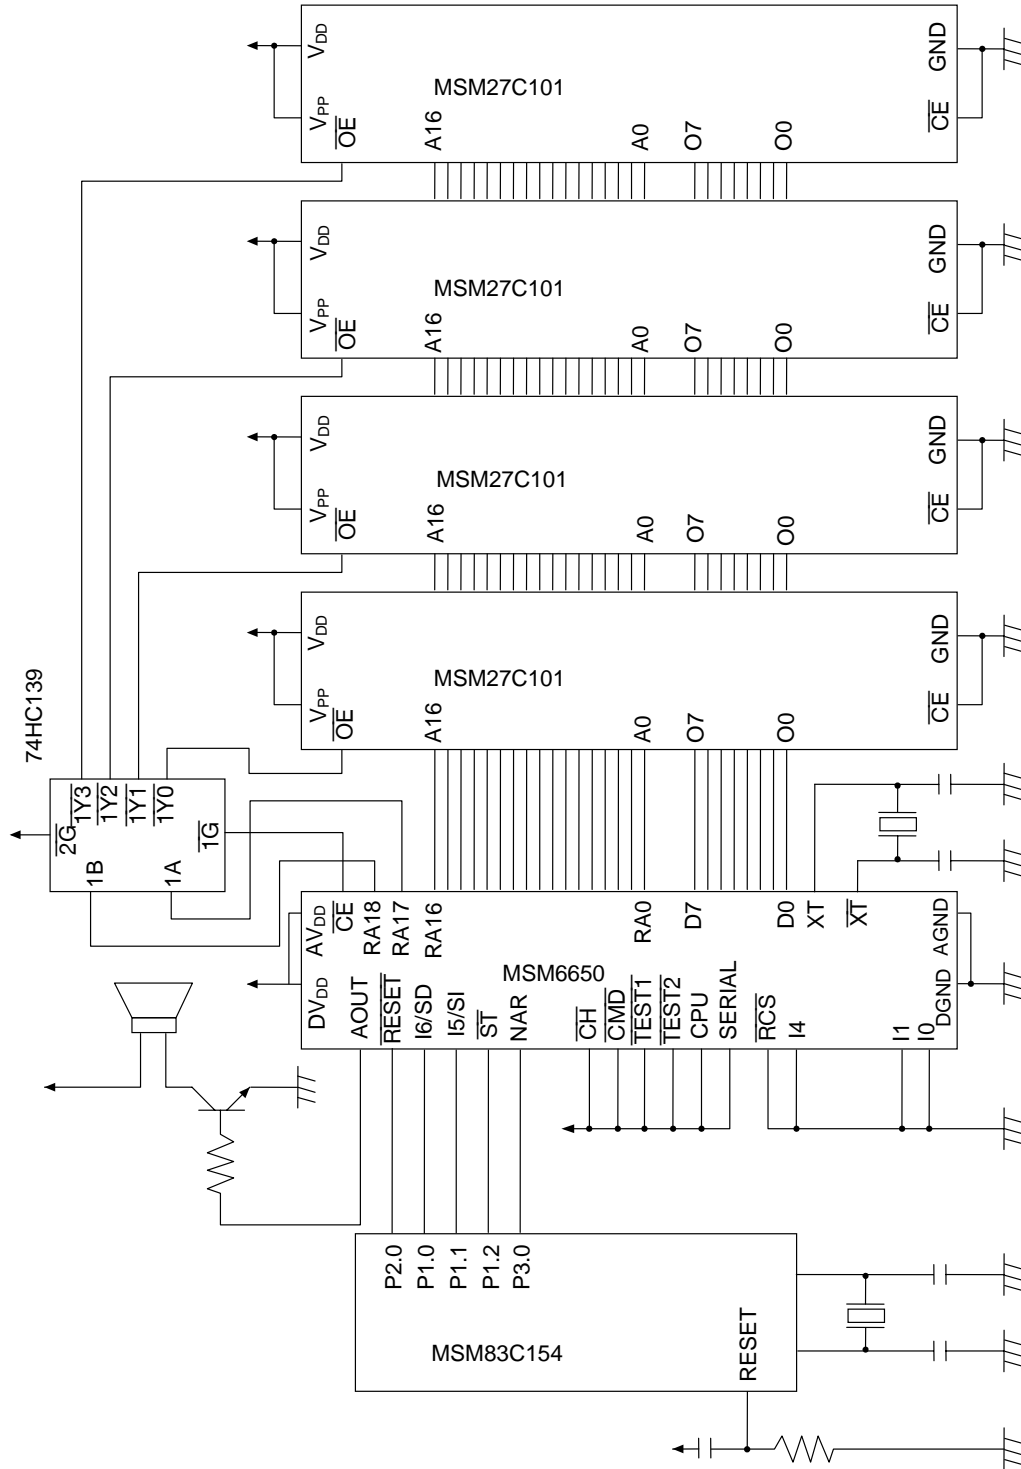 74HC139
2G
1Y3
1Y2
1Y1
1Y0
1G
1B
1A
VDD
VPP
OE
MSM27C101
A16
A0
O7
O0
GND
CE
VDD
VPP
OE
MSM27C101
A16
A0
O7
O0
GND
CE
VDD
VPP
OE
MSM27C101
A16
A0
O7
O0
GND
CE
VDD
VPP
OE
MSM27C101
A16
A0
O7
O0
GND
CE
MSM6650
DVDD
AVDD
CE
RA18
RA17
RA16
RA0
D7
D0
XT
XT
AGND
DGND
AOUT
RESET
I6/SD
I5/SI
ST
NAR
CH
CMD
TEST1
TEST2
CPU
SERIAL
RCS
I4
I1
I0
MSM83C154
P2.0
P1.0
P1.1
P1.2
P3.0
RESET